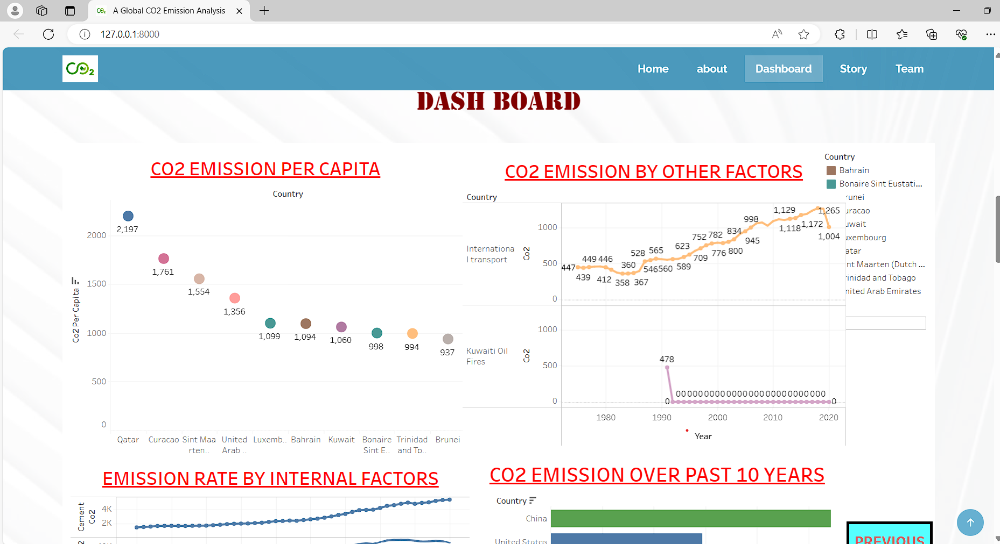 A Global CO2 Emission Analysis
127.0.0.1:8000
CO2
Home about Dashboard Story Team
DASH BOARD
CO2 EMISSION PER CAPITA
Country
2,197
1,761
1,554
1,356
1,099
1,094
1,060
998
994
937
2000
1500
1000
500
0
Co2 Per Capita
Qatar Curacao Sint Maa rten.. United Arab .. Luxemb.. Bahrain Kuwait Bonaire Sint E.. Trinidad and To.. Brunei
CO2 EMISSION BY OTHER FACTORS
Country
Internationa
l transport
Co2
1000
500
0
447
439
449
446
412
358
360
367
528
546
565
560
623
589
752
709
782
776
834
800
998
945
1,129
1,118
1,172
1,265
1,004
Kuwaiti Oil
Fires
Co2
1000
500
0
478
0
000000000000000000000000000
0
1980 1990 2000 2010 2020
Year
Country
Bahrain
Bonaire Sint Eustati...
runei
uracao
uwait
uxembourg
atar
nt Maarten (Dutch ...
rinidad and Tobago
nited Arab Emirates
EMISSION RATE BY INTERNAL FACTORS
Cement
Co2
4K
2K
CO2 EMISSION OVER PAST 10 YEARS
Country
China
United States
PREVIOUS